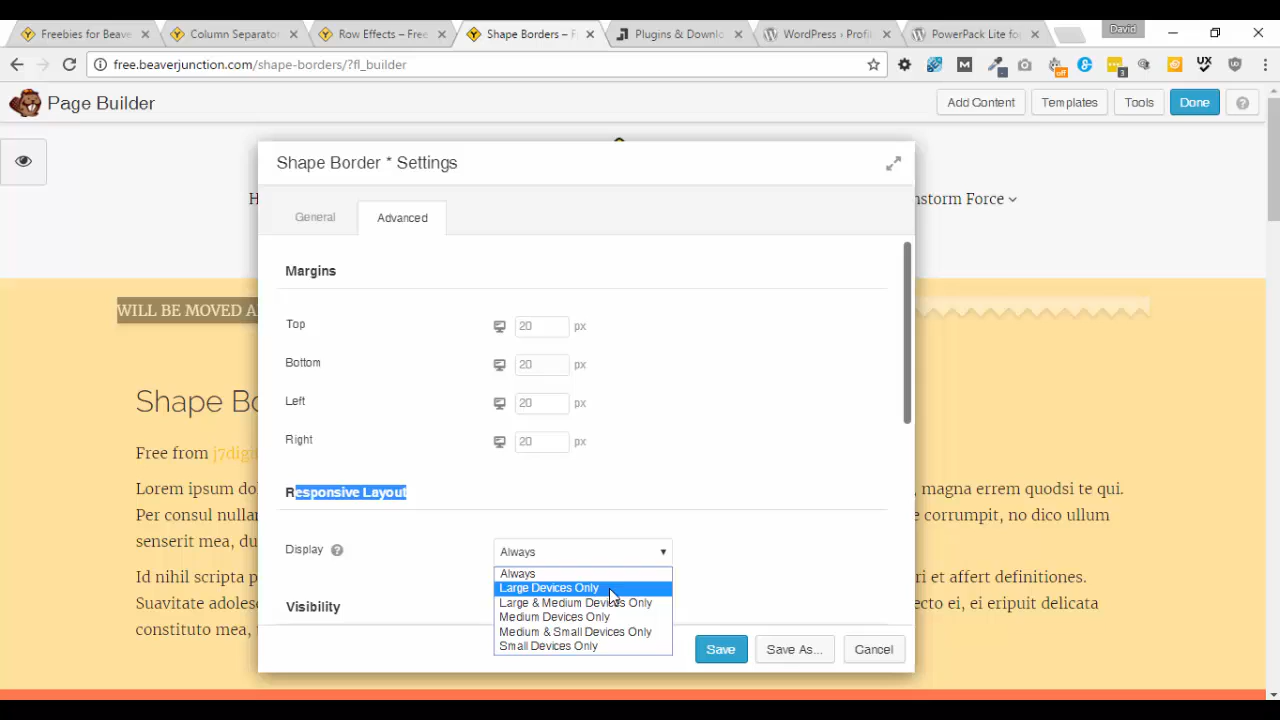 Freebies for Beav
Column Separator
Row Effects – Free
Shape Borders – F
Plugins & Downlo
WordPress › Profil
PowerPack Lite fo
David
free.beaverjunction.com/shape-borders/?fl_builder
Page Builder
Add Content
Templates
Tools
Done
Shape Border * Settings
H
nstorm Force
General
Advanced
Margins
WILL BE MOVED A
Top
20 px
Bottom
20 px
Left
20 px
Right
20 px
Shape Bo
Free from j7digi
Responsive Layout
Lorem ipsum do
, magna errem quodsi te qui.
Per consul nulla
e corrumpit, no dico ullum
senserit mea, du
Display
Always
Always
Large Devices Only
Large & Medium Devices Only
Medium Devices Only
Medium & Small Devices Only
Small Devices Only
Id nihil scripta p
ri et affert definitiones.
Suavitate adoles
ecto ei, ei eripuit delicata
constituto mea, t
Visibility
Save
Save As...
Cancel